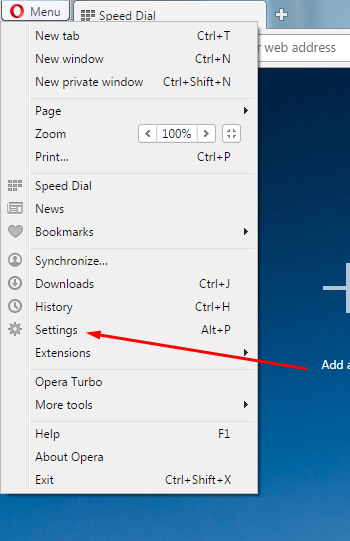 Menu
Speed Dial
New tab Ctrl+T
New window Ctrl+N
web address
New private window Ctrl+Shift+N
Page
Zoom 100%
Print... Ctrl+P
Speed Dial
News
Bookmarks
Synchronize...
Downloads Ctrl+J
History Ctrl+H
Settings Alt+P
Extensions
Add a
Opera Turbo
More tools
Help F1
About Opera
Exit Ctrl+Shift+X